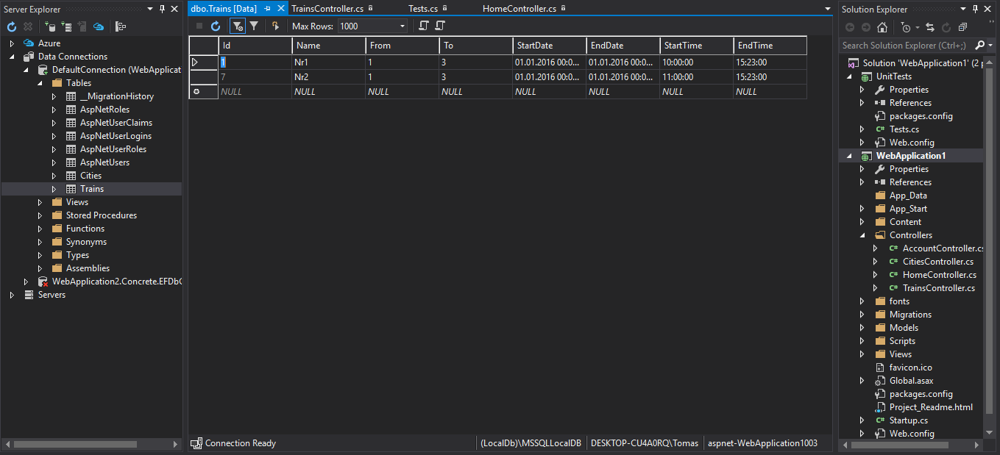 Server Explorer
Azure
Data Connections
DefaultConnection (WebApplicat
Tables
__MigrationHistory
AspNetRoles
AspNetUserClaims
AspNetUserLogins
AspNetUserRoles
AspNetUsers
Cities
Trains
Views
Stored Procedures
Functions
Synonyms
Types
Assemblies
WebApplication2.Concrete.EFDbC
Servers
dbo.Trains [Data] TrainsController.cs Tests.cs HomeController.cs
Max Rows: 1000
Id Name From To StartDate EndDate StartTime EndTime
1 Nr1 1 3 01.01.2016 00:0... 01.01.2016 00:0... 10:00:00 15:23:00
7 Nr2 1 3 01.01.2016 00:0... 01.01.2016 00:0... 11:00:00 15:23:00
NULL NULL NULL NULL NULL NULL NULL NULL
Connection Ready (LocalDb)\MSSQLLocalDB DESKTOP-CU4A0RQ\Tomas aspnet-WebApplication1003
Solution Explorer
Search Solution Explorer (Ctrl+;)
Solution 'WebApplication1' (2 p
UnitTests
Properties
References
packages.config
C# Tests.cs
Web.config
WebApplication1
Properties
References
App_Data
App_Start
Content
Controllers
C# AccountController.cs
C# CitiesController.cs
C# HomeController.cs
C# TrainsController.cs
fonts
Migrations
Models
Scripts
Views
favicon.ico
Global.asax
packages.config
Project_Readme.html
C# Startup.cs
Web.config